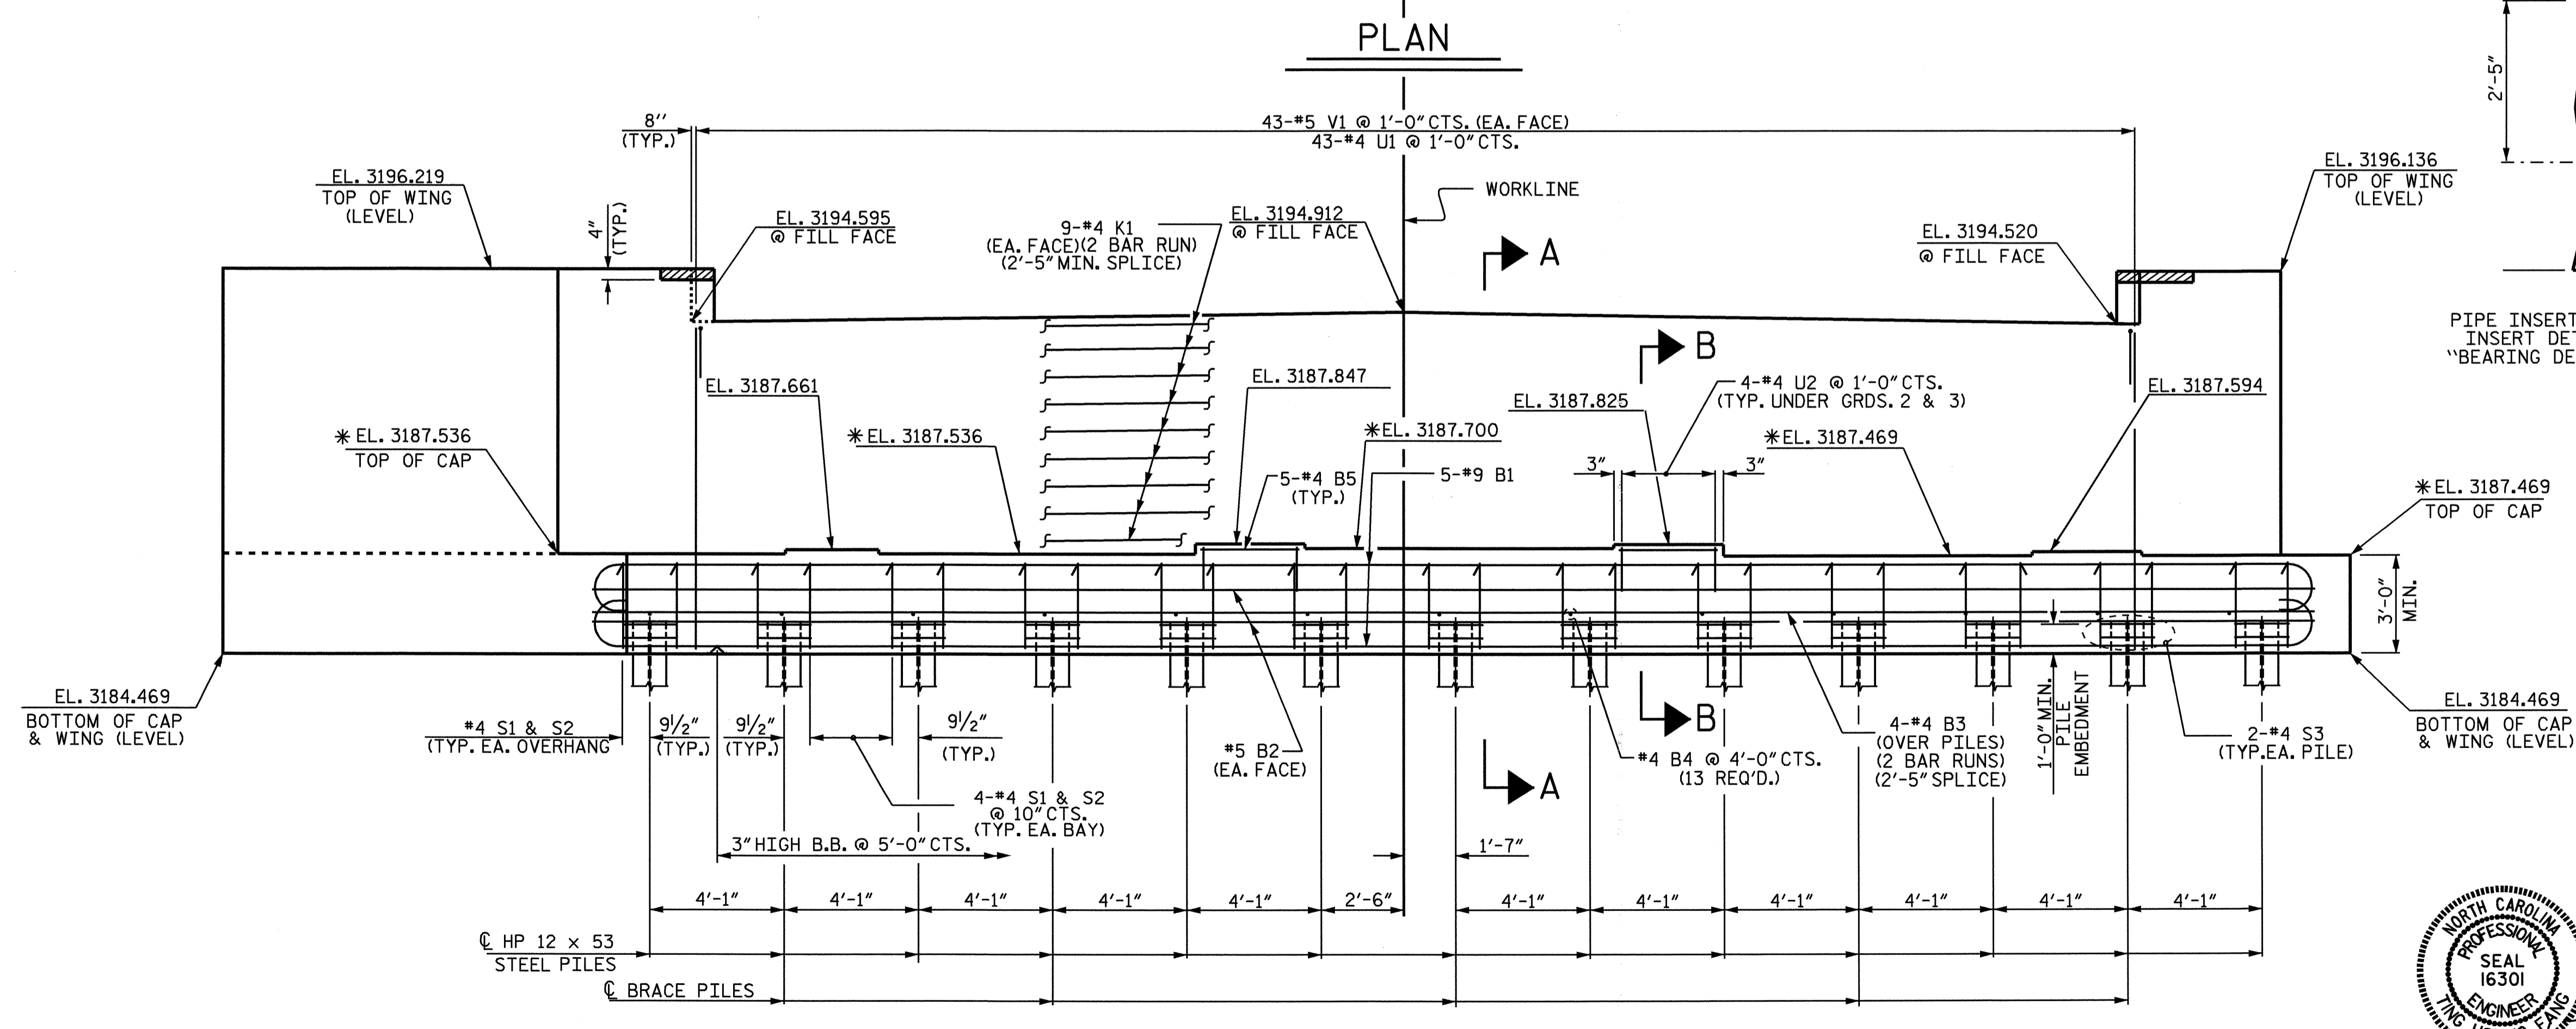 PLAN
2'-5"
8''
(TYP.)
43-#5 V1 @ 1'-0" CTS. (EA. FACE)
43-#4 U1 @ 1'-0" CTS.
EL. 3196.219
TOP OF WING
(LEVEL)
4"
(TYP.)
EL. 3194.595
@ FILL FACE
9-#4 K1
(EA. FACE)(2 BAR RUN)
(2'-5" MIN. SPLICE)
EL. 3194.912
@ FILL FACE
WORKLINE
A
EL. 3194.520
@ FILL FACE
EL. 3196.136
TOP OF WING
(LEVEL)
PIPE INSERT
INSERT DET
"BEARING DE
B
EL. 3187.661
EL. 3187.847
EL. 3187.825
4-#4 U2 @ 1'-0" CTS.
(TYP. UNDER GRDS. 2 & 3)
EL. 3187.594
* EL. 3187.536
TOP OF CAP
* EL. 3187.536
* EL. 3187.700
* EL. 3187.469
5-#4 B5
(TYP.)
5-#9 B1
3"
3"
* EL. 3187.469
TOP OF CAP
3'-0"
MIN.
EL. 3184.469
BOTTOM OF CAP
& WING (LEVEL)
#4 S1 & S2
(TYP. EA. OVERHANG
9 1/2"
(TYP.)
9 1/2"
(TYP.)
9 1/2"
(TYP.)
#5 B2
(EA. FACE)
B
#4 B4 @ 4'-0" CTS.
(13 REQ'D.)
4-#4 B3
(OVER PILES)
(2 BAR RUNS)
(2'-5" SPLICE)
1'-0" MIN.
PILE
EMBEDMENT
2-#4 S3
(TYP. EA. PILE)
EL. 3184.469
BOTTOM OF CAP
& WING (LEVEL)
4-#4 S1 & S2
@ 10" CTS.
(TYP. EA. BAY)
A
3" HIGH B.B. @ 5'-0" CTS.
1'-7"
4'-1" 4'-1" 4'-1" 4'-1" 4'-1" 2'-6" 4'-1" 4'-1" 4'-1" 4'-1" 4'-1" 4'-1"
℄ HP 12 x 53
STEEL PILES
℄ BRACE PILES
NORTH CAROLINA
PROFESSIONAL
SEAL
16301
ENGINEER
TING
FANG